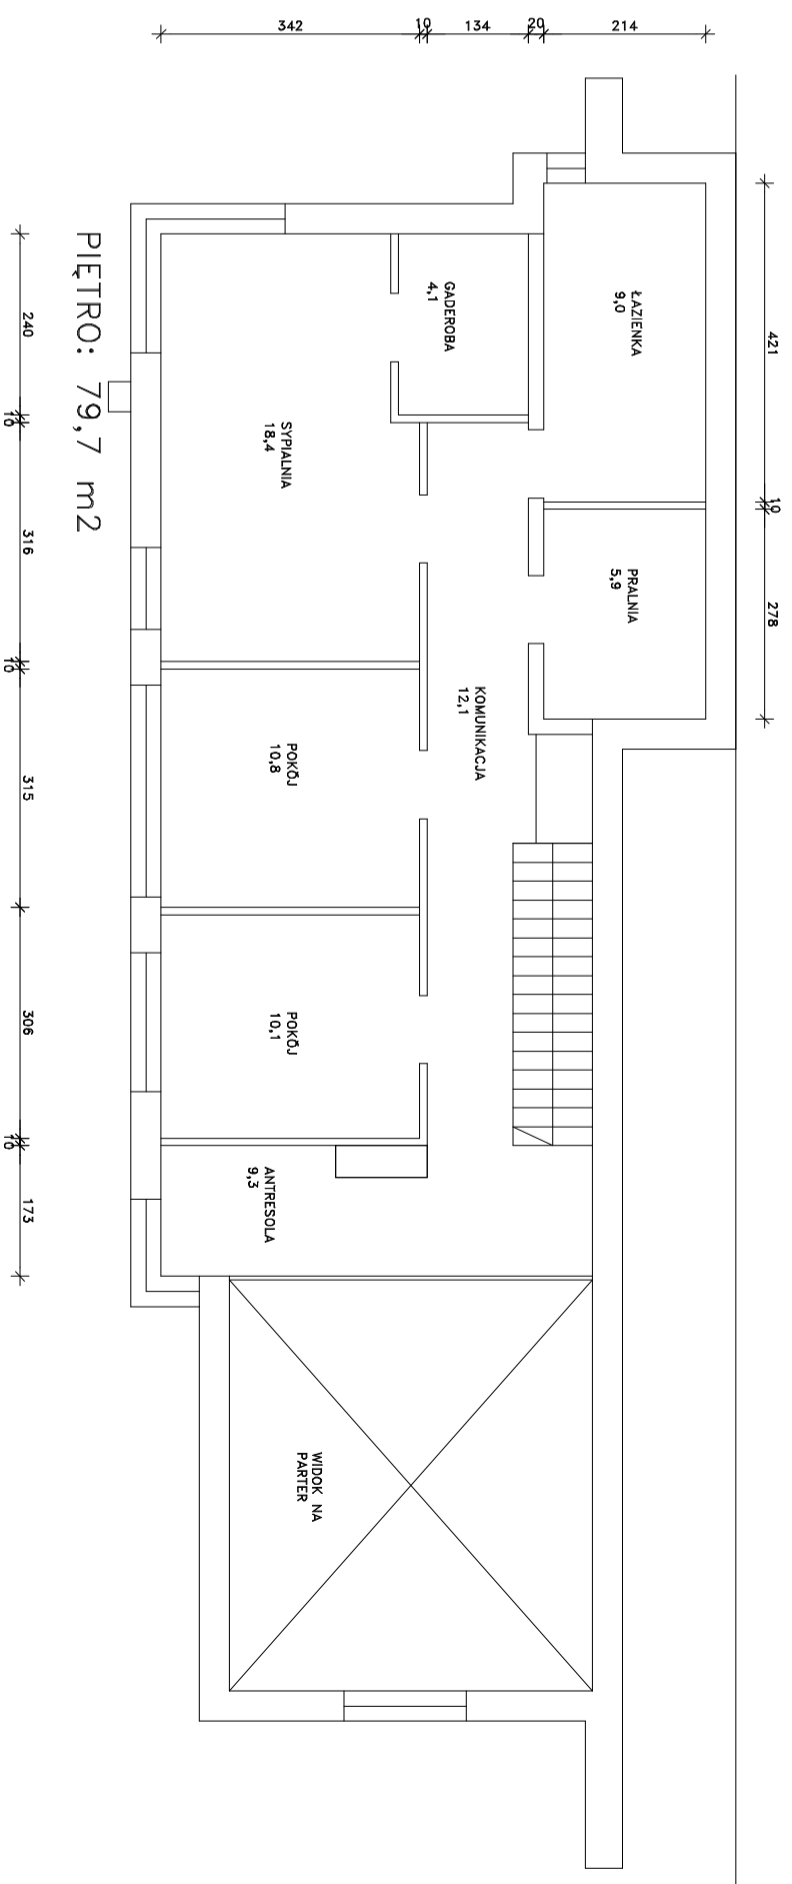 342
10
134
20
214
421
10
278
ŁAZIENKA
9,0
GADEROBA
4,1
SYPIALNIA
18,4
PRALNIA
5,9
KOMUNIKACJA
12,1
POKÓJ
10,8
POKÓJ
10,1
ANTRESOLA
9,3
WIDOK NA
PARTER
PIĘTRO: 79,7 m2
240
10
316
10
315
306
10
173